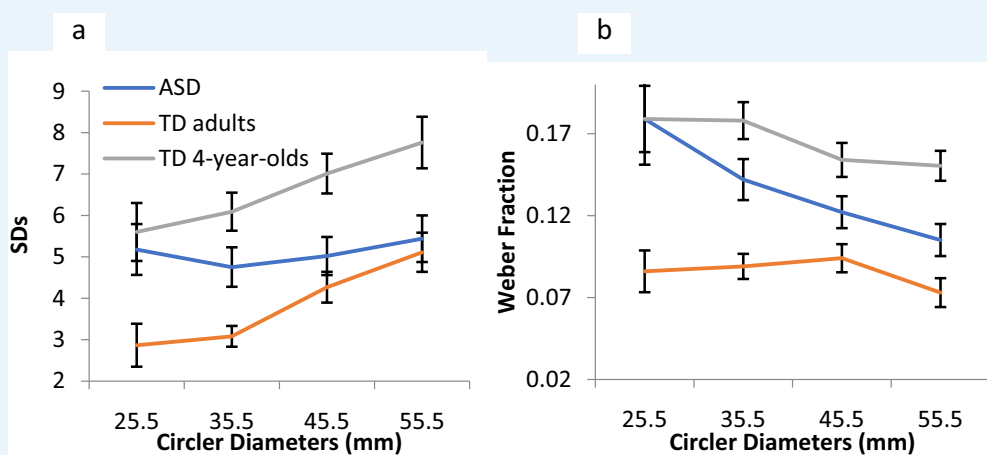 a
b
ASD
TD adults
TD 4-year-olds
SDs
9
8
7
6
5
4
3
2
25.5 35.5 45.5 55.5
Circler Diameters (mm)
Weber Fraction
0.17
0.12
0.07
0.02
25.5 35.5 45.5 55.5
Circler Diameters (mm)